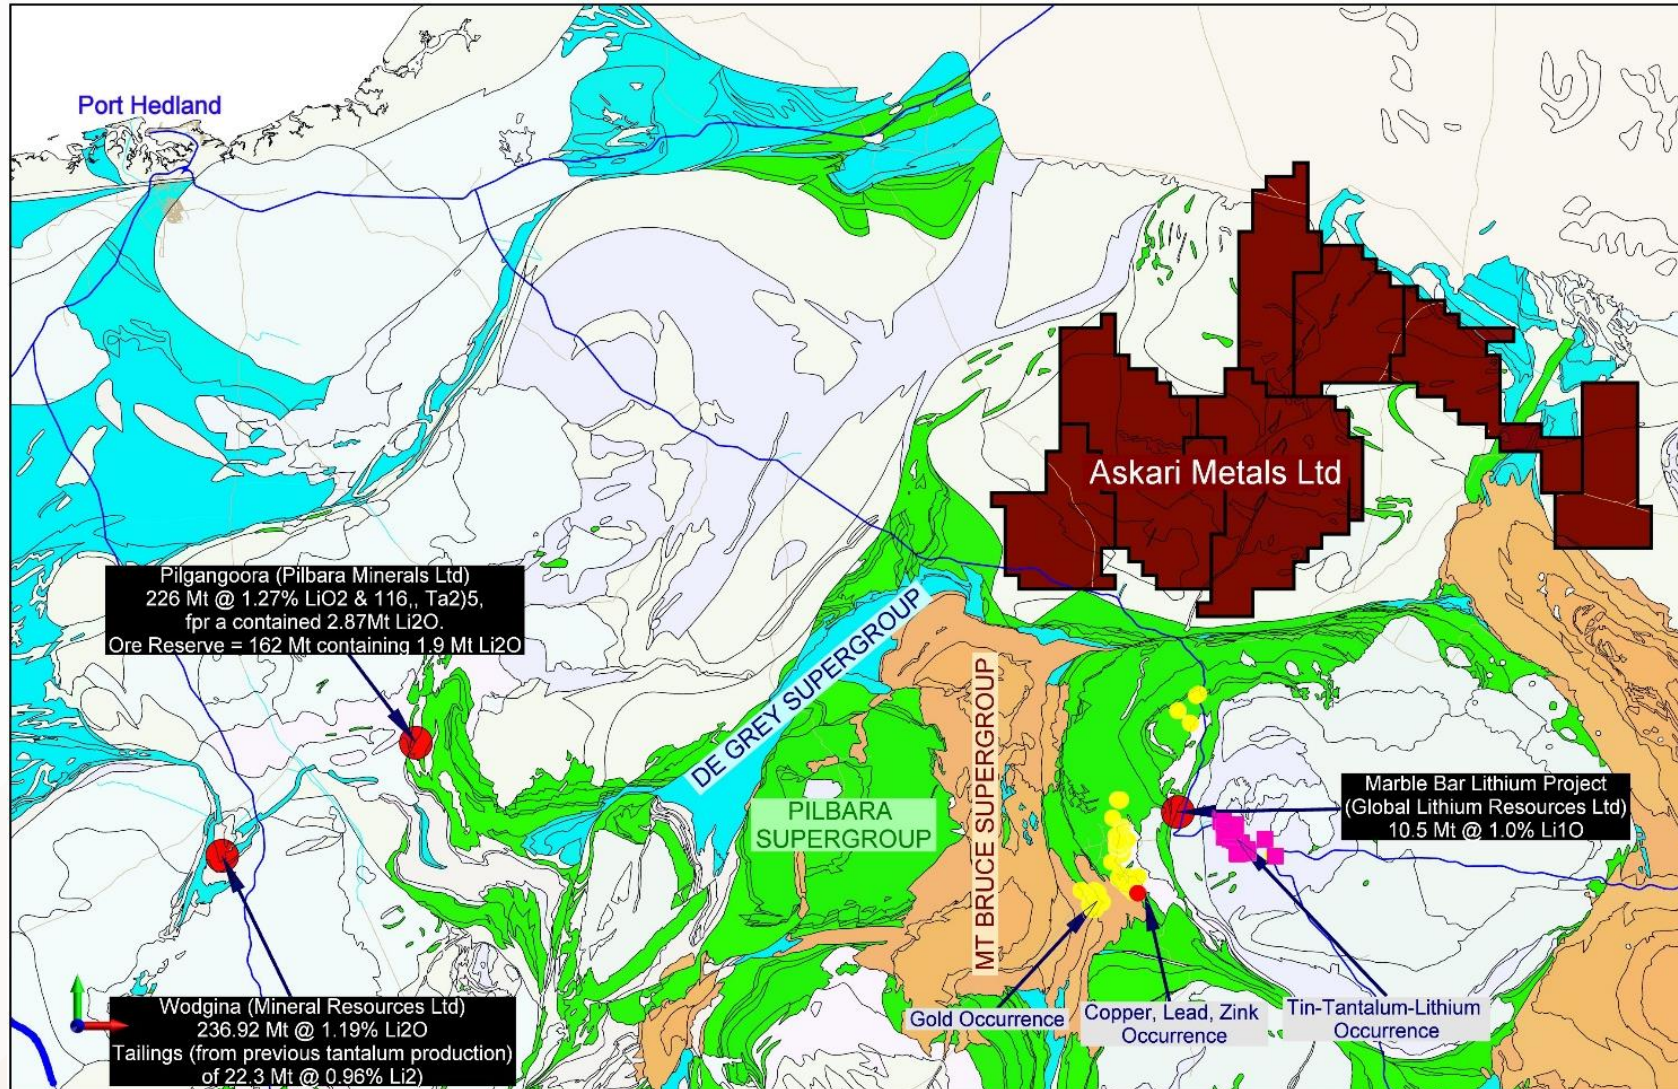 Port Hedland
Askari Metals Ltd
Pilgangoora (Pilbara Minerals Ltd)
226 Mt @ 1.27% LiO2 & 116,, Ta2)5,
fpr a contained 2.87Mt Li2O.
Ore Reserve = 162 Mt containing 1.9 Mt Li2O
DE GREY SUPERGROUP
MT BRUCE SUPERGROUP
PILBARA
SUPERGROUP
Marble Bar Lithium Project
(Global Lithium Resources Ltd)
10.5 Mt @ 1.0% Li1O
Wodgina (Mineral Resources Ltd)
236.92 Mt @ 1.19% Li2O
Tailings (from previous tantalum production)
of 22.3 Mt @ 0.96% Li2)
Gold Occurrence
Copper, Lead, Zink
Occurrence
Tin-Tantalum-Lithium
Occurrence